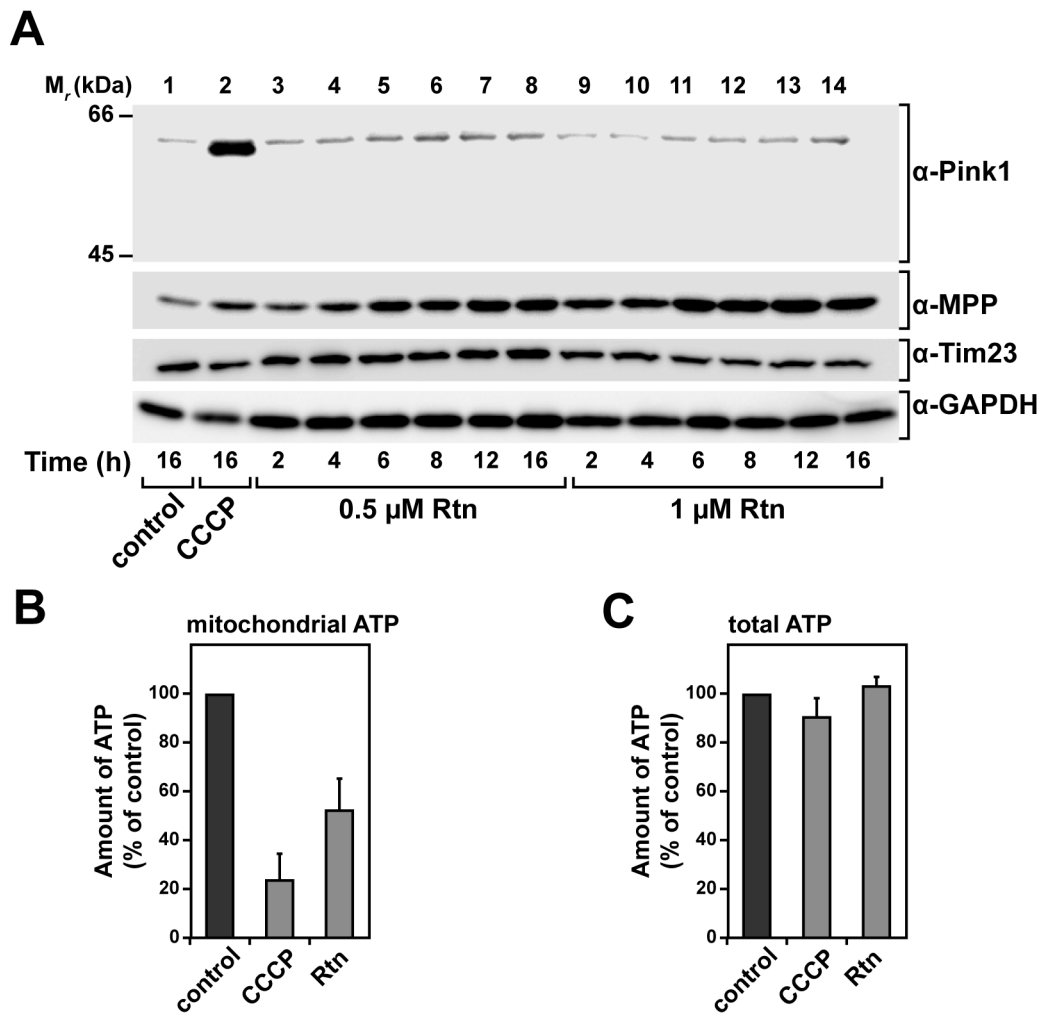 A
Mr (kDa) 1 2 3 4 5 6 7 8 9 10 11 12 13 14
66
α-Pink1
45
α-MPP
α-Tim23
α-GAPDH
Time (h) 16 16 2 4 6 8 12 16 2 4 6 8 12 16
control CCCP 0.5 µM Rtn 1 µM Rtn
B
mitochondrial ATP
Amount of ATP
(% of control)
100
80
60
40
20
0
control CCCP Rtn
C
total ATP
Amount of ATP
(% of control)
100
80
60
40
20
0
control CCCP Rtn